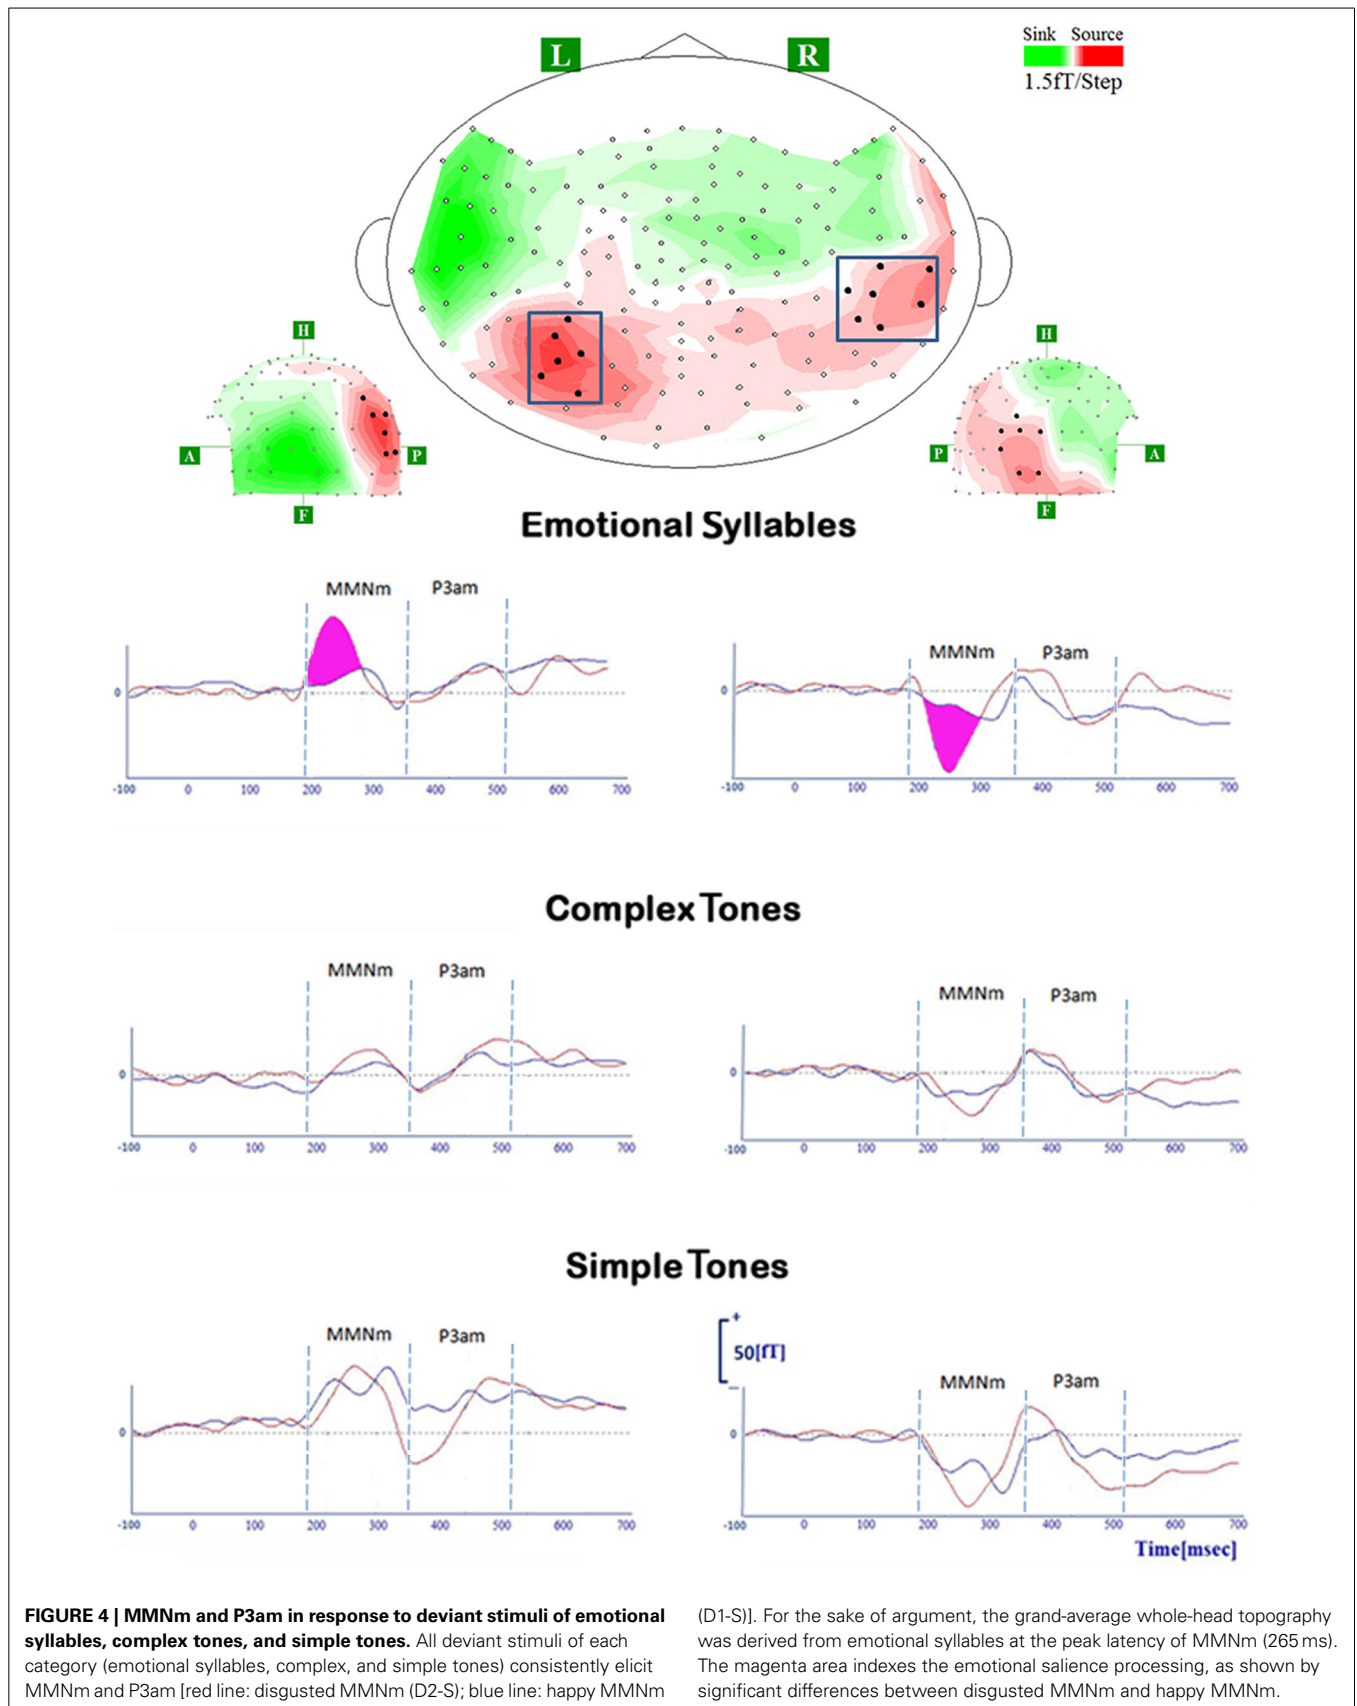 L R
Sink Source
1.5fT/Step
H
A P
F
H
P A
F
Emotional Syllables
MMNm P3am
0
-100 0 100 200 300 400 500 600 700
MMNm P3am
0
-100 0 100 200 300 400 500 600 700
Complex Tones
MMNm P3am
0
-100 0 100 200 300 400 500 600 700
MMNm P3am
0
-100 0 100 200 300 400 500 600 700
Simple Tones
MMNm P3am
0
-100 0 100 200 300 400 500 600 700
+
50[fT]
−
MMNm P3am
0
-100 0 100 200 300 400 500 600 700
Time[msec]
FIGURE 4 | MMNm and P3am in response to deviant stimuli of emotional
syllables, complex tones, and simple tones. All deviant stimuli of each
category (emotional syllables, complex, and simple tones) consistently elicit
MMNm and P3am [red line: disgusted MMNm (D2-S); blue line: happy MMNm
(D1-S)]. For the sake of argument, the grand-average whole-head topography
was derived from emotional syllables at the peak latency of MMNm (265 ms).
The magenta area indexes the emotional salience processing, as shown by
significant differences between disgusted MMNm and happy MMNm.